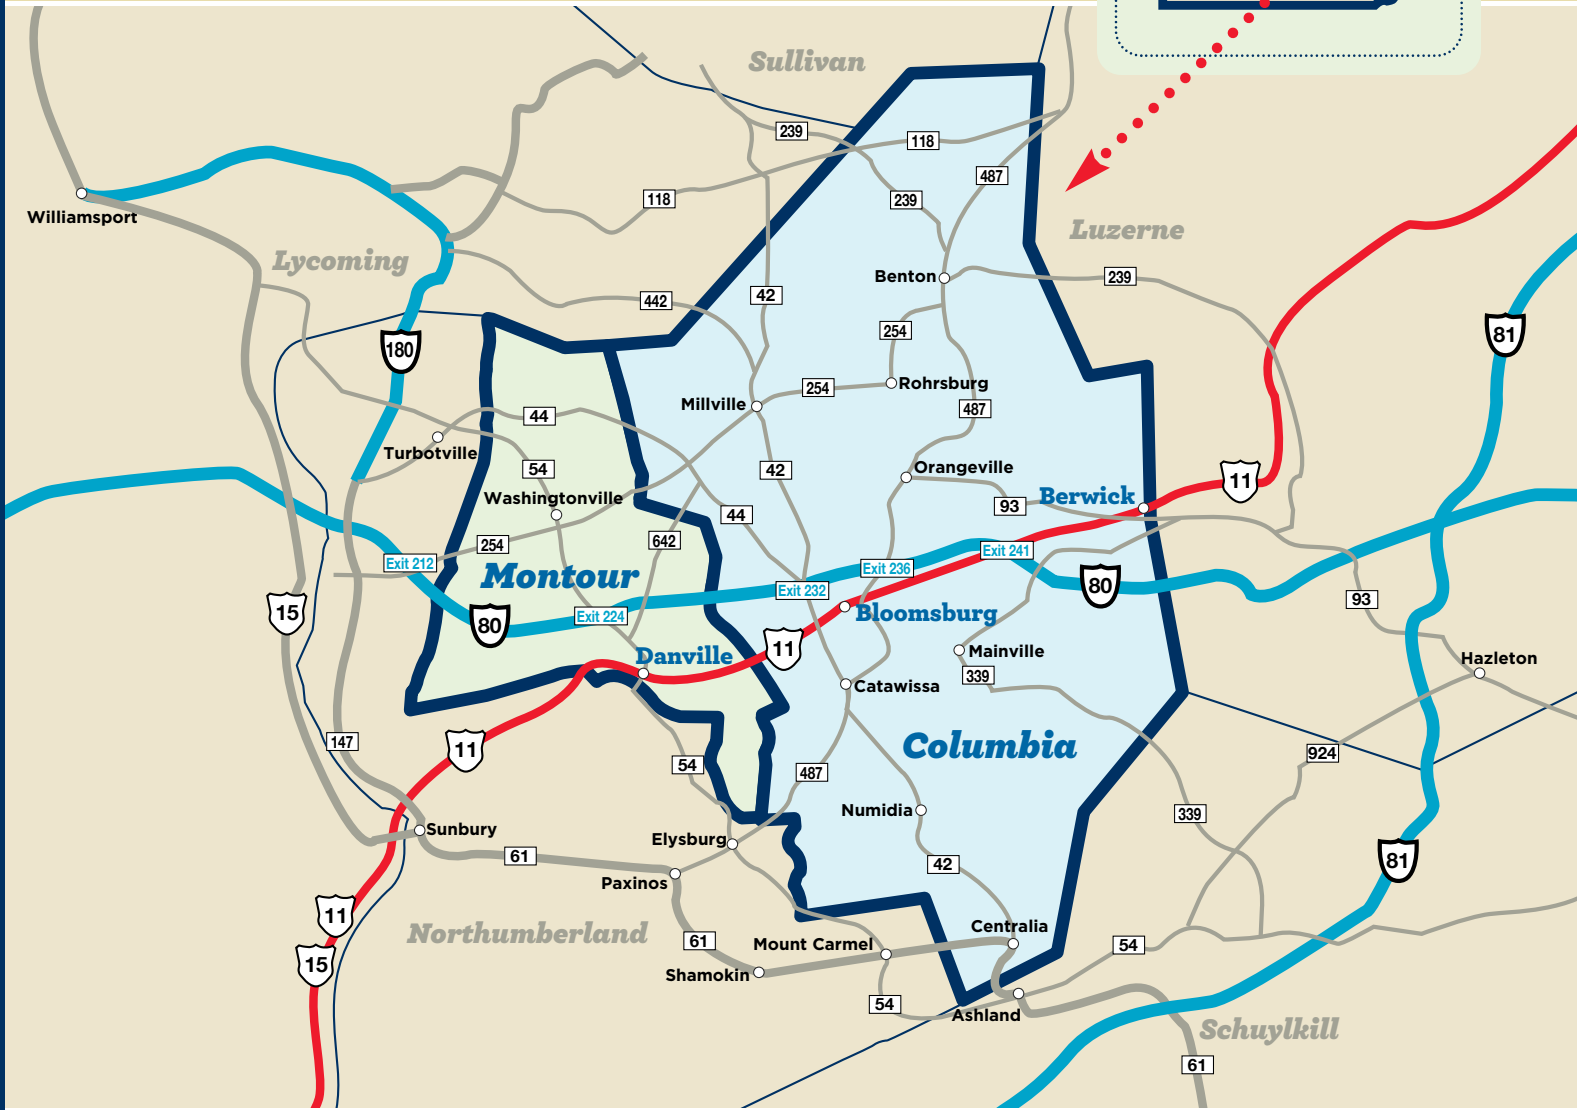 Sullivan
239
118
487
Williamsport
118
239
Luzerne
Lycoming
Benton
239
442
42
254
81
180
Millville
254
Rohrsburg
487
44
Turbotville
54
42
Orangeville
Washingtonville
93
Berwick
11
44
254
642
Exit 212
Exit 241
Montour
Exit 236
80
Exit 232
93
15
80
Exit 224
Bloomsburg
11
Danville
Mainville
Hazleton
339
Catawissa
147
11
Columbia
924
54
487
Numidia
339
Sunbury
Elysburg
61
42
81
Paxinos
11
Northumberland
61
Mount Carmel
Centralia
54
15
Shamokin
54
Ashland
Schuylkill
61